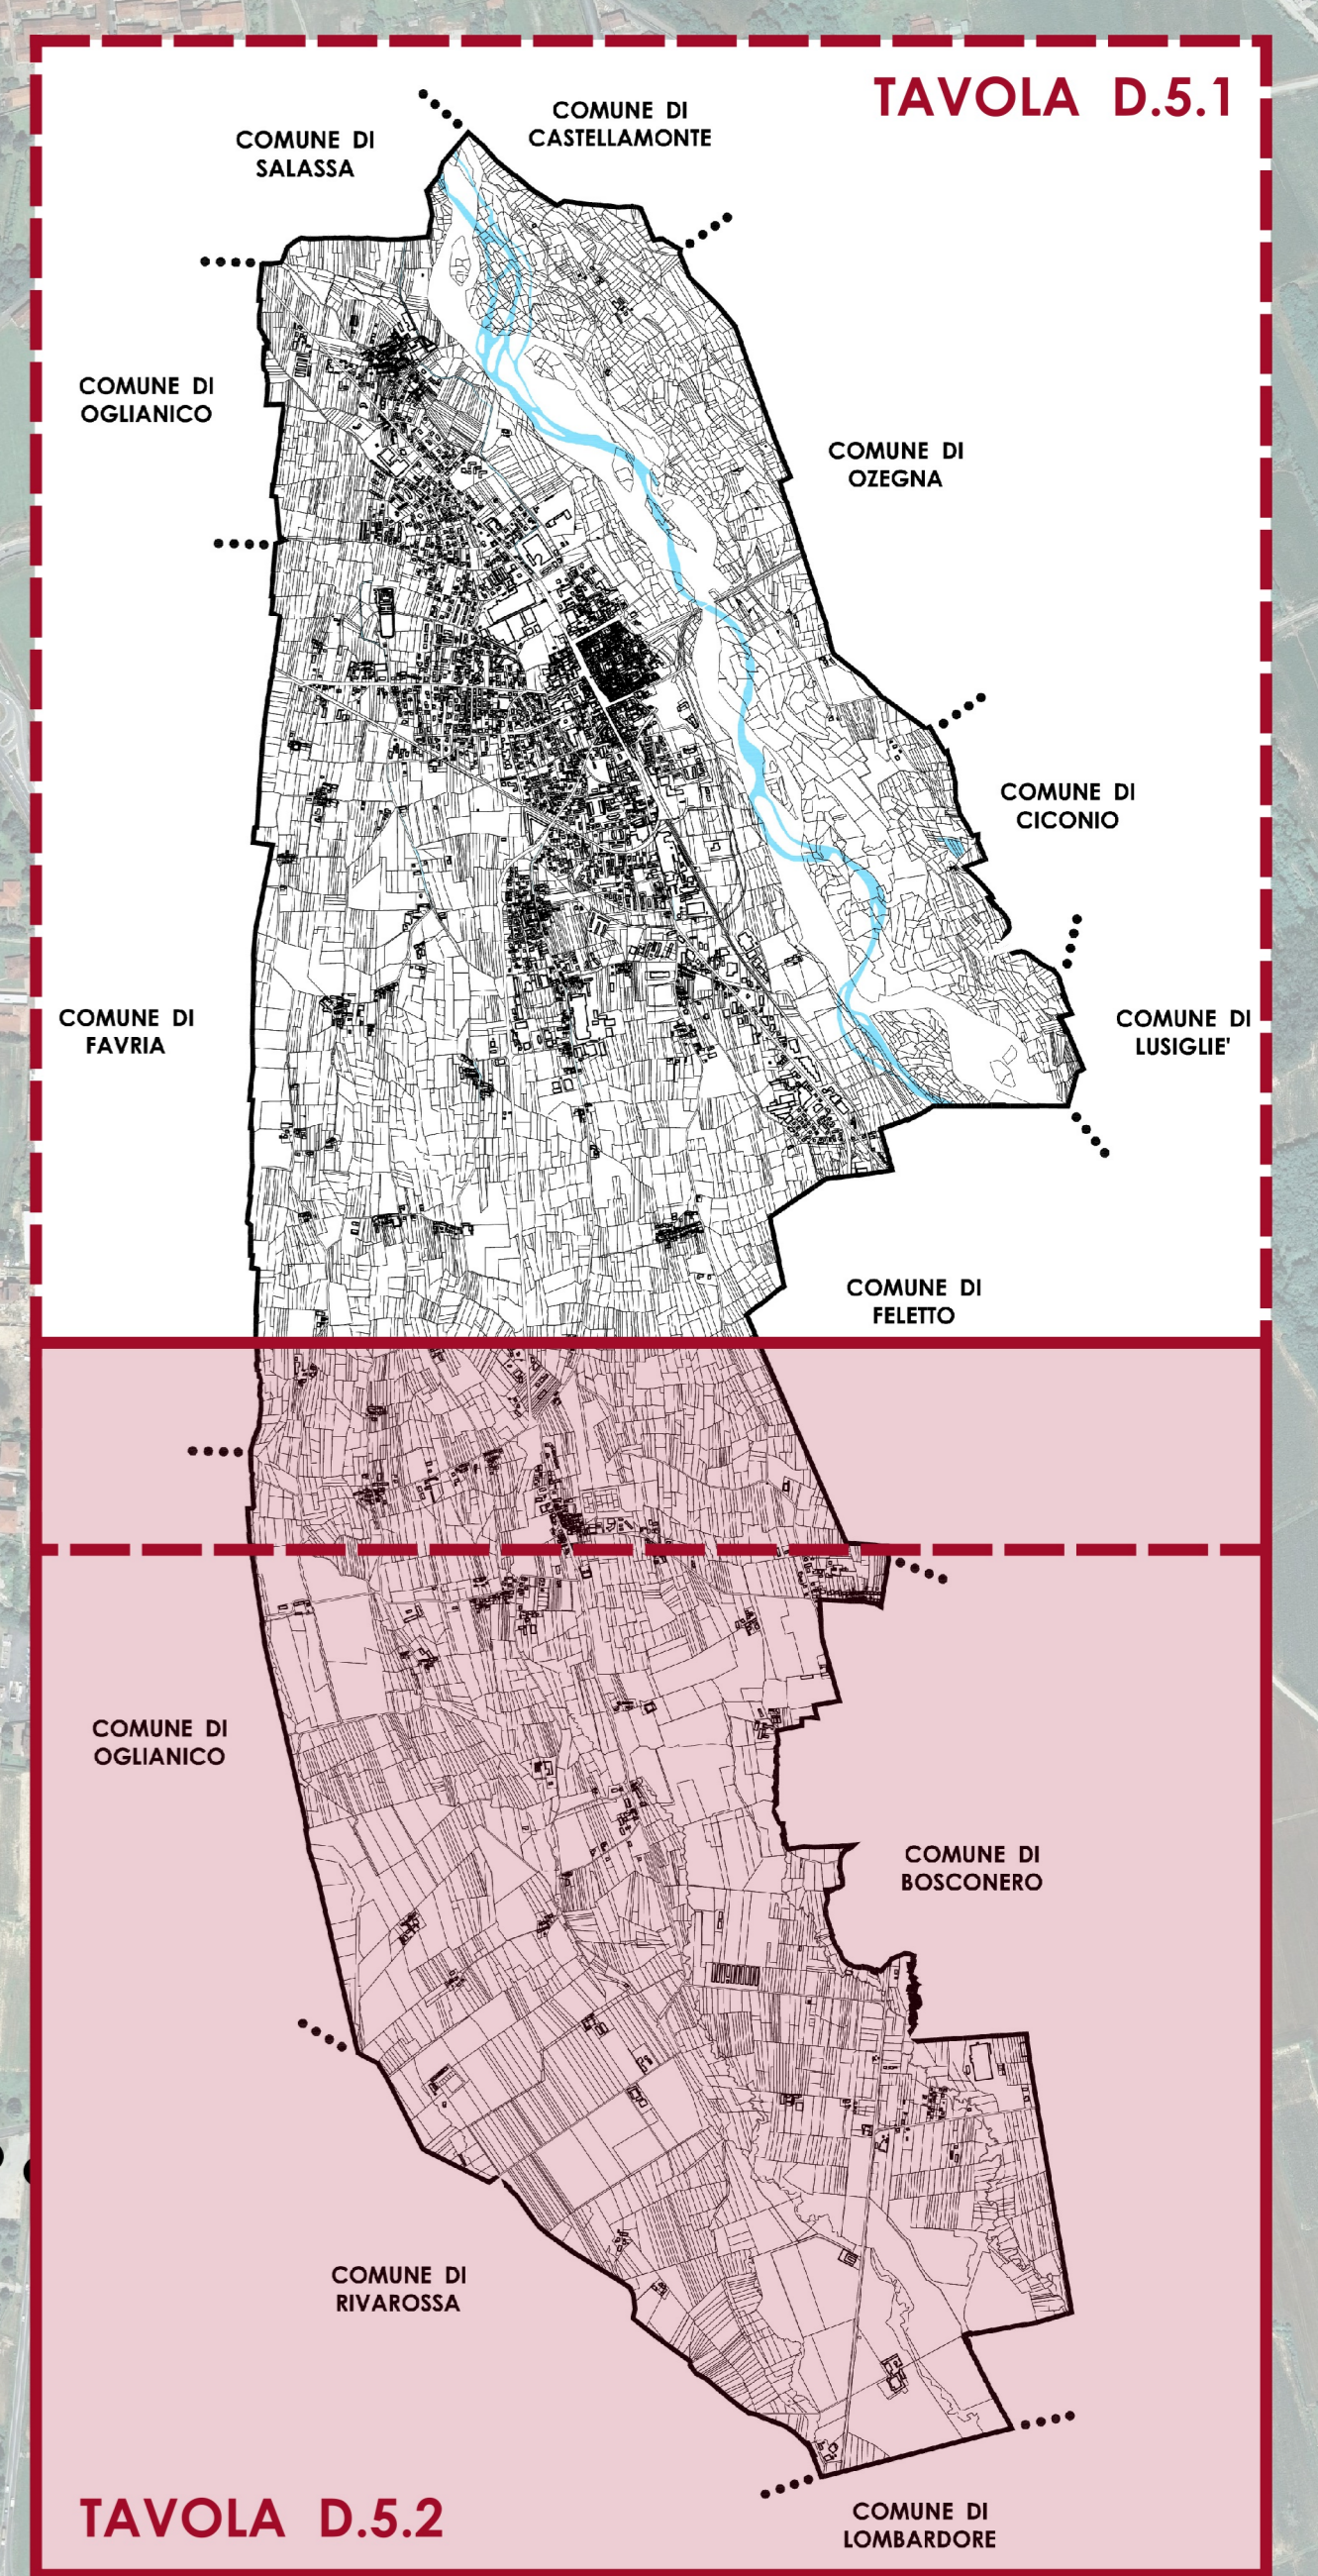 TAVOLA D.5.1
COMUNE DI
CASTELLAMONTE
COMUNE DI
SALASSA
COMUNE DI
OGLIANICO
COMUNE DI
OZEGNA
COMUNE DI
CICONIO
COMUNE DI
FAVRIA
COMUNE DI
LUSIGLIE'
COMUNE DI
FELETTO
COMUNE DI
OGLIANICO
COMUNE DI
BOSCONERO
COMUNE DI
RIVAROSSA
TAVOLA D.5.2
COMUNE DI
LOMBARDORE